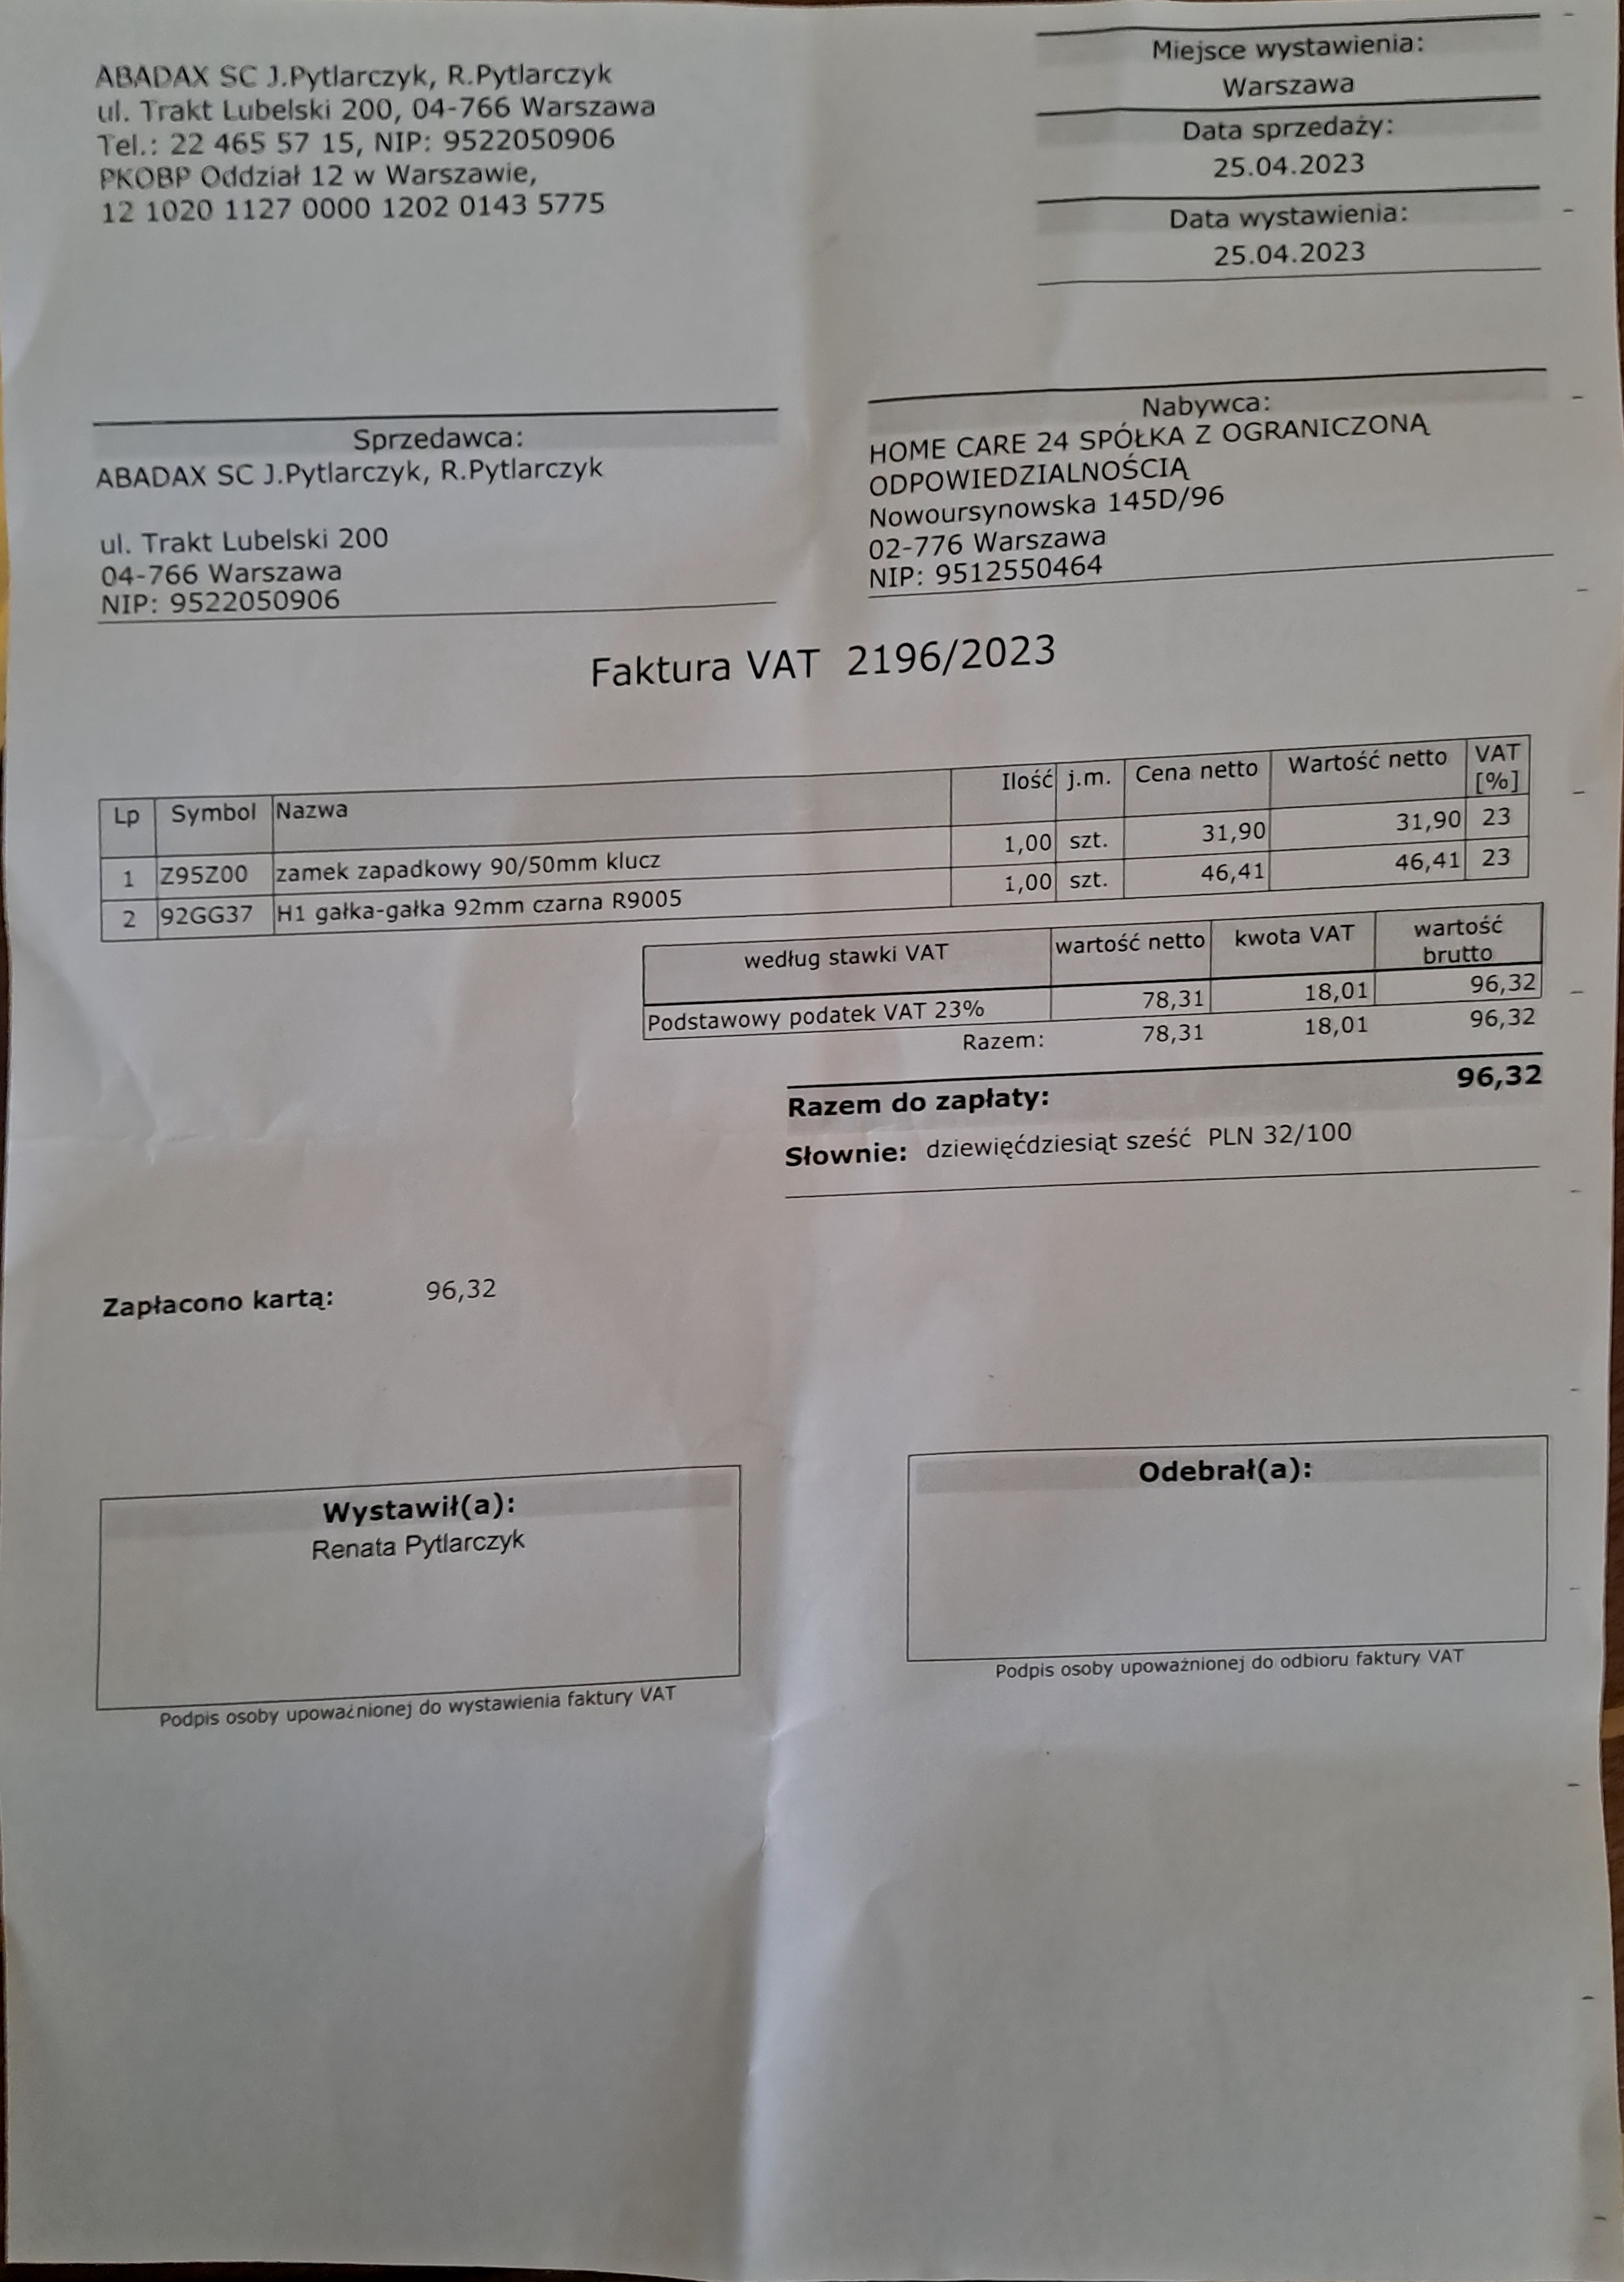 ABADAX SC J.Pytlarczyk, R.Pytlarczyk
ul. Trakt Lubelski 200, 04-766 Warszawa
Tel.: 22 465 57 15, NIP: 9522050906
PKOBP Oddział 12 w Warszawie,
12 1020 1127 0000 1202 0143 5775
Miejsce wystawienia:
Warszawa
Data sprzedaży:
25.04.2023
Data wystawienia:
25.04.2023
Sprzedawca:
ABADAX SC J.Pytlarczyk, R.Pytlarczyk
ul. Trakt Lubelski 200
04-766 Warszawa
NIP: 9522050906
Nabywca:
HOME CARE 24 SPÓŁKA Z OGRANICZONĄ
ODPOWIEDZIALNOŚCIĄ
Nowoursynowska 145D/96
02-776 Warszawa
NIP: 9512550464
Faktura VAT 2196/2023
Lp Symbol Nazwa Ilość j.m. Cena netto Wartość netto VAT [%]
1 Z95Z00 zamek zapadkowy 90/50mm klucz 1,00 szt. 31,90 31,90 23
2 92GG37 H1 gałka-gałka 92mm czarna R9005 1,00 szt. 46,41 46,41 23
według stawki VAT wartość netto kwota VAT wartość brutto
Podstawowy podatek VAT 23% 78,31 18,01 96,32
Razem: 78,31 18,01 96,32
Razem do zapłaty: 96,32
Słownie: dziewięćdziesiąt sześć PLN 32/100
Zapłacono kartą: 96,32
Wystawił(a):
Renata Pytlarczyk
Podpis osoby upoważnionej do wystawienia faktury VAT
Odebrał(a):
Podpis osoby upoważnionej do odbioru faktury VAT